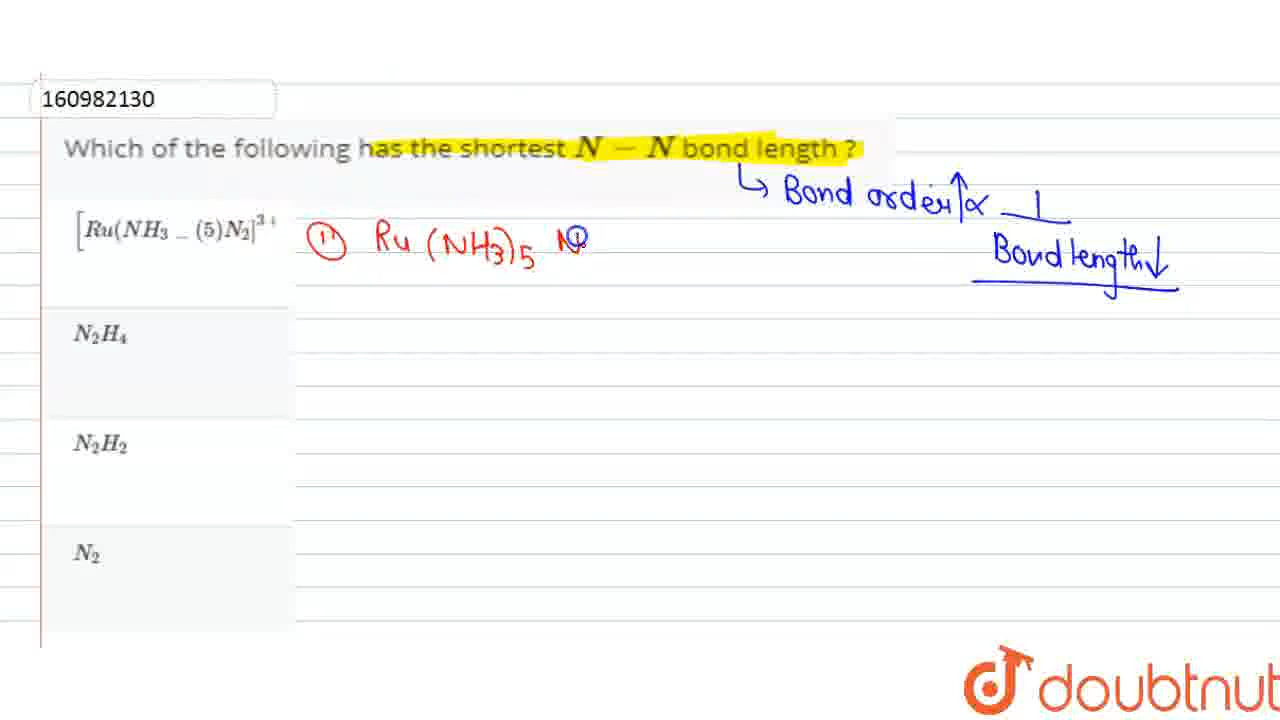 160982130
Which of the following has the shortest N − N bond length ?
↳ Bond order↑ ∝ 1
Bond length↓
[Ru(NH₃ _ (5)N₂]³⁺
(1) Ru (NH₃)₅ N
N₂H₄
N₂H₂
N₂
doubtnut